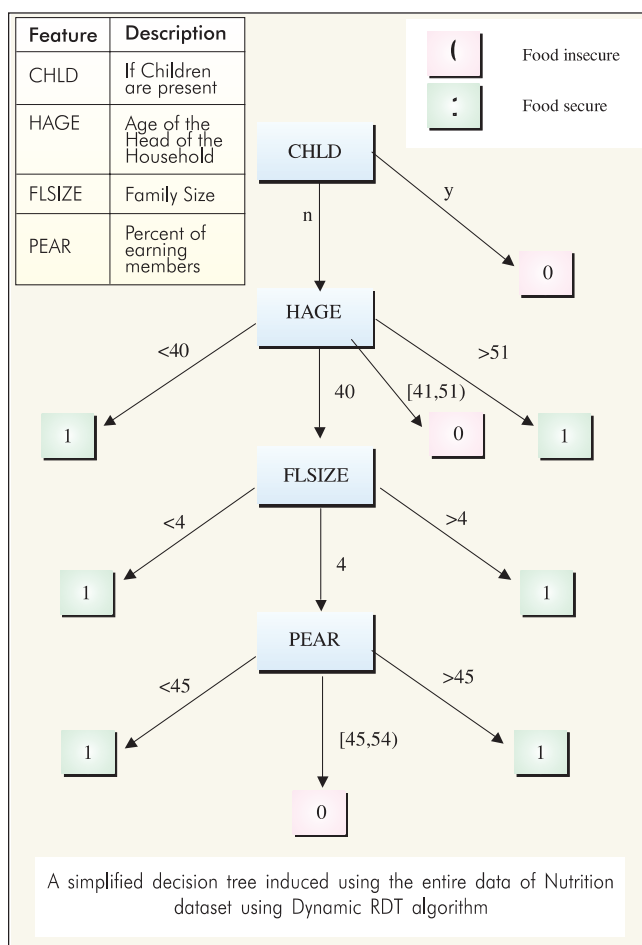 Feature Description
CHLD If Children
are present
HAGE Age of the
Head of the
Household
FLSIZE Family Size
PEAR Percent of
earning
members
( Food insecure
: Food secure
CHLD
n y
0
HAGE
<40 40 [41,51) >51
1 0 1
FLSIZE
<4 4 >4
1 1
PEAR
<45 [45,54) >45
1 1
0
A simplified decision tree induced using the entire data of Nutrition
dataset using Dynamic RDT algorithm